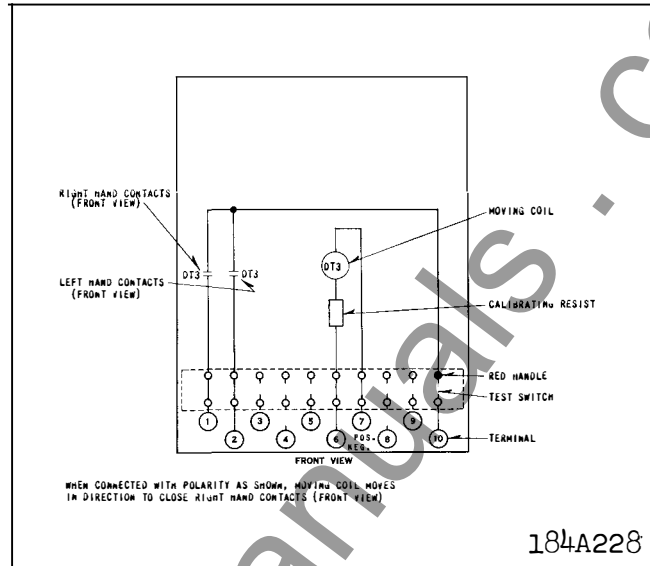 RIGHT HAND CONTACTS
(FRONT VIEW)
MOVING COIL
DT3
DT3
DT3
LEFT HAND CONTACTS
(FRONT VIEW)
CALIBRATING RESIST
RED HANDLE
TEST SWITCH
1 3 5 7 9
2 4 6 POS. 8 10
NEG.
TERMINAL
FRONT VIEW
WHEN CONNECTED WITH POLARITY AS SHOWN, MOVING COIL MOVES
IN DIRECTION TO CLOSE RIGHT HAND CONTACTS (FRONT VIEW)
184A228
nuals.c